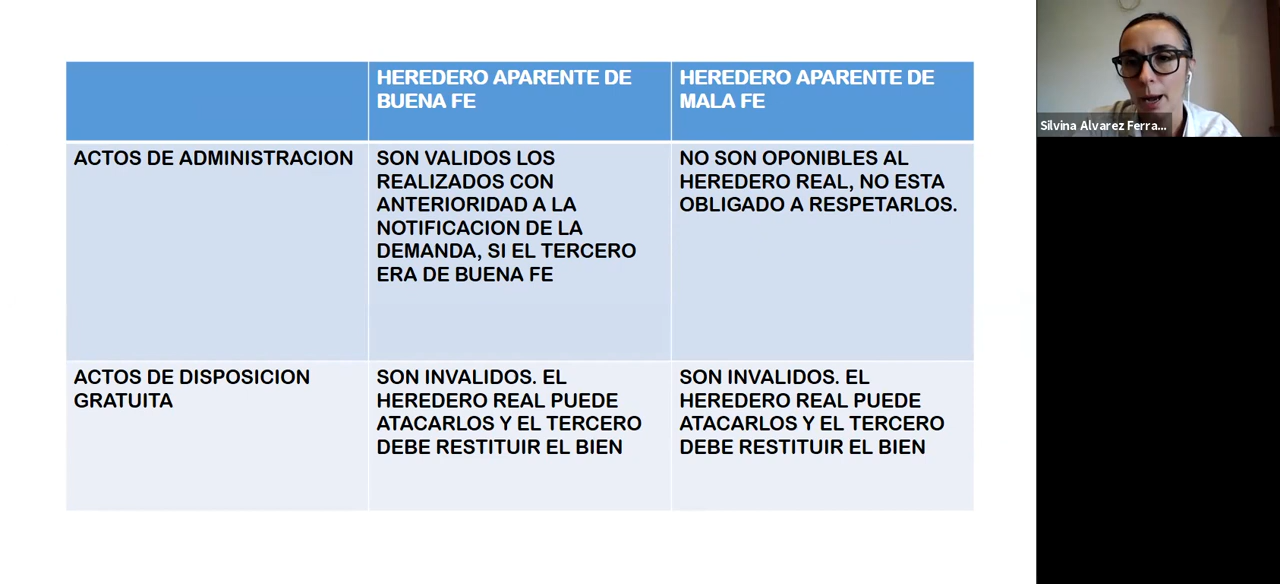 HEREDERO APARENTE DE
BUENA FE
HEREDERO APARENTE DE
MALA FE
ACTOS DE ADMINISTRACION
SON VALIDOS LOS
REALIZADOS CON
ANTERIORIDAD A LA
NOTIFICACION DE LA
DEMANDA, SI EL TERCERO
ERA DE BUENA FE
NO SON OPONIBLES AL
HEREDERO REAL, NO ESTA
OBLIGADO A RESPETARLOS.
ACTOS DE DISPOSICION
GRATUITA
SON INVALIDOS. EL
HEREDERO REAL PUEDE
ATACARLOS Y EL TERCERO
DEBE RESTITUIR EL BIEN
SON INVALIDOS. EL
HEREDERO REAL PUEDE
ATACARLOS Y EL TERCERO
DEBE RESTITUIR EL BIEN
Silvina Alvarez Ferra...